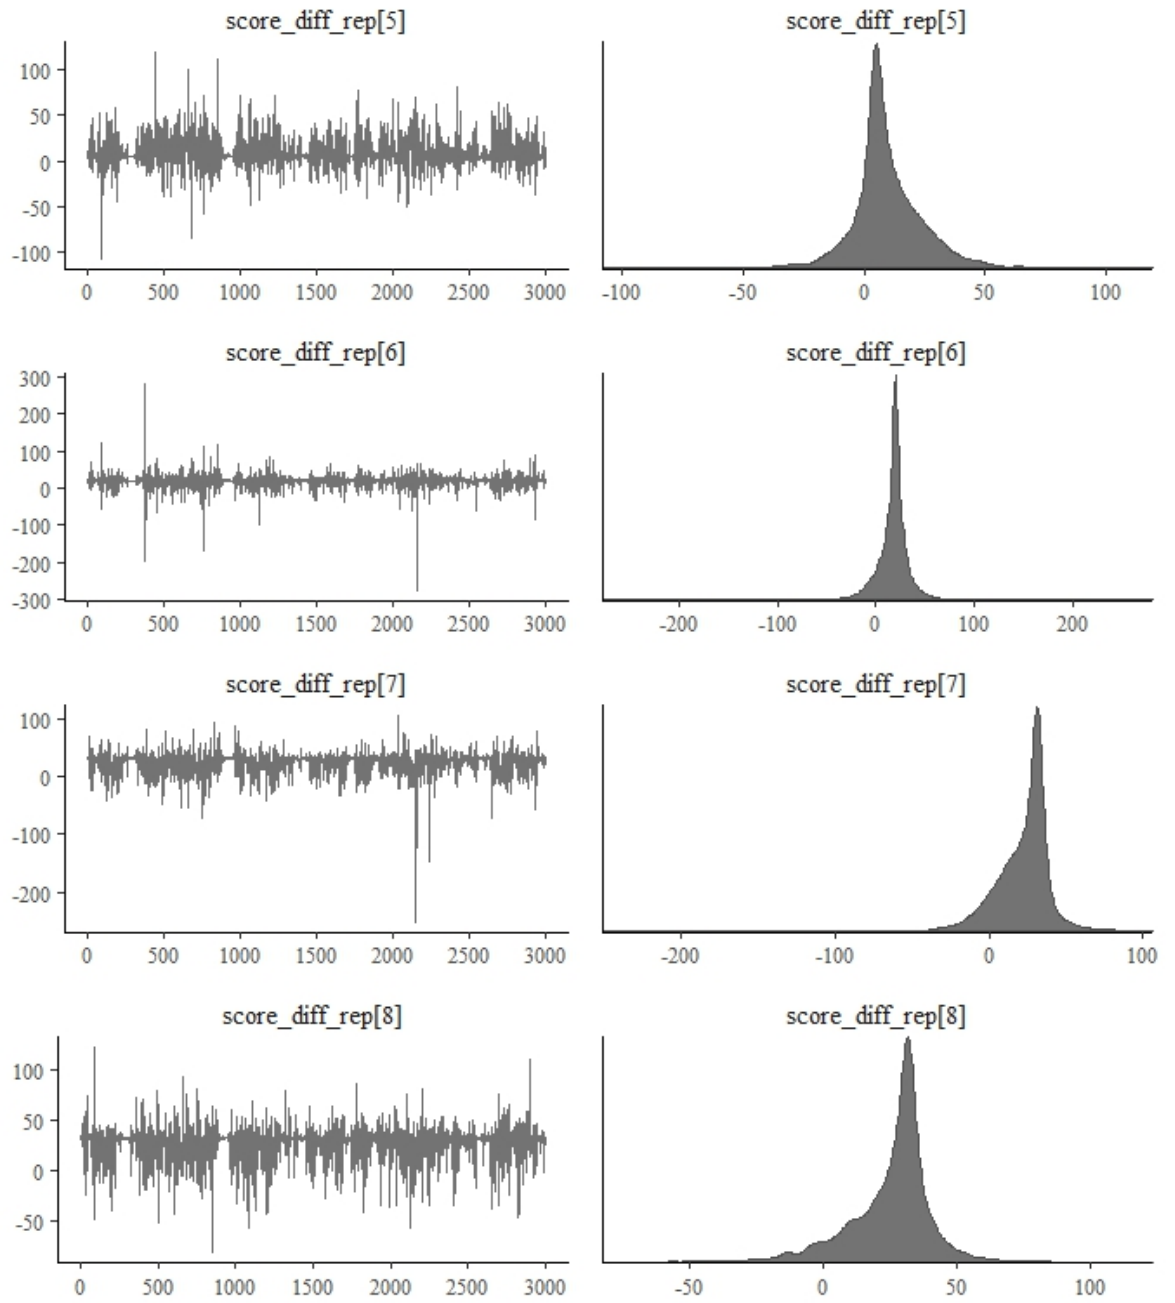 score_diff_rep[5] score_diff_rep[5]
100
50
0
-50
-100
0 500 1000 1500 2000 2500 3000 -100 -50 0 50 100
score_diff_rep[6] score_diff_rep[6]
300
200
100
0
-100
-200
-300
0 500 1000 1500 2000 2500 3000 -200 -100 0 100 200
score_diff_rep[7] score_diff_rep[7]
100
0
-100
-200
0 500 1000 1500 2000 2500 3000 -200 -100 0 100
score_diff_rep[8] score_diff_rep[8]
100
50
0
-50
0 500 1000 1500 2000 2500 3000 -50 0 50 100